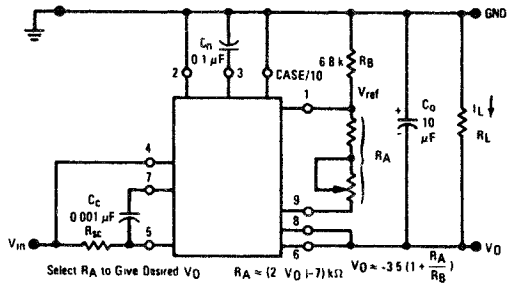 GND
Cn
0 1 µF
2
3
CASE/10
6 8 k
RB
1
Vref
+
-
CO
10
µF
IL
RL
RA
4
7
CC
0 001 µF
RSC
5
9
8
6
Vin
VO
Select RA to Give Desired VO
RA ≈ (2 VO |-7) kΩ
VO ≈ -3 5 (1 + RA/RB)